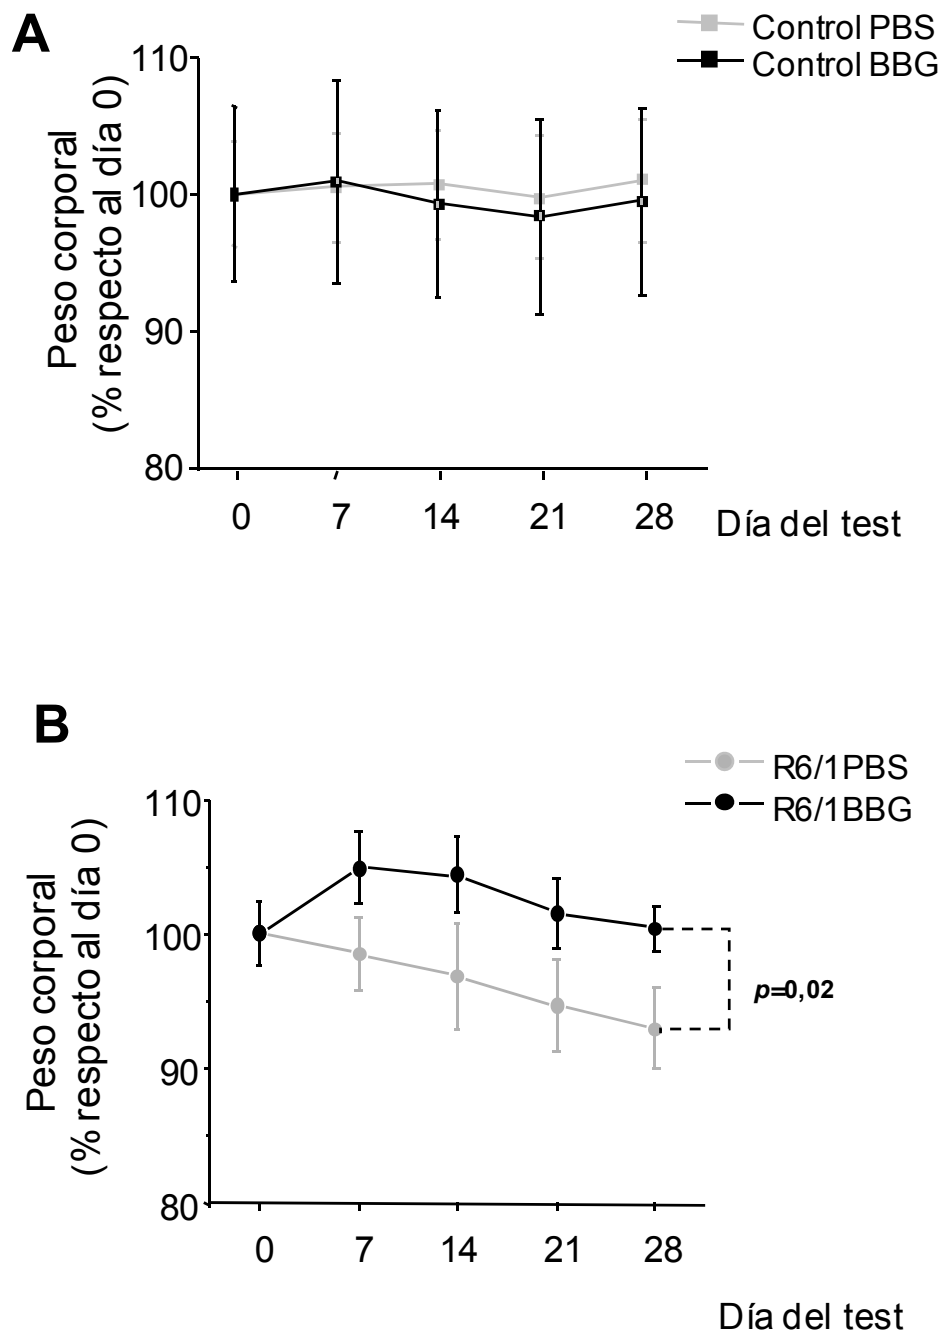 A
Control PBS
Control BBG
Peso corporal
(% respecto al día 0)
110
100
90
80
0 7 14 21 28
Día del test
B
R6/1PBS
R6/1BBG
Peso corporal
(% respecto al día 0)
110
100
90
80
p=0,02
0 7 14 21 28
Día del test